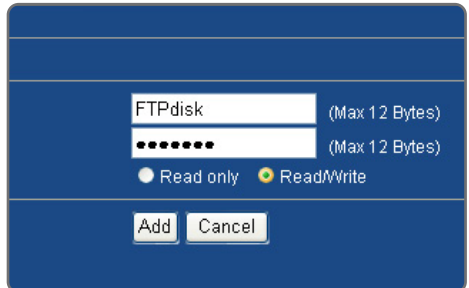 FTPdisk (Max 12 Bytes)
••••••• (Max 12 Bytes)
Read only Read/Write
Add Cancel